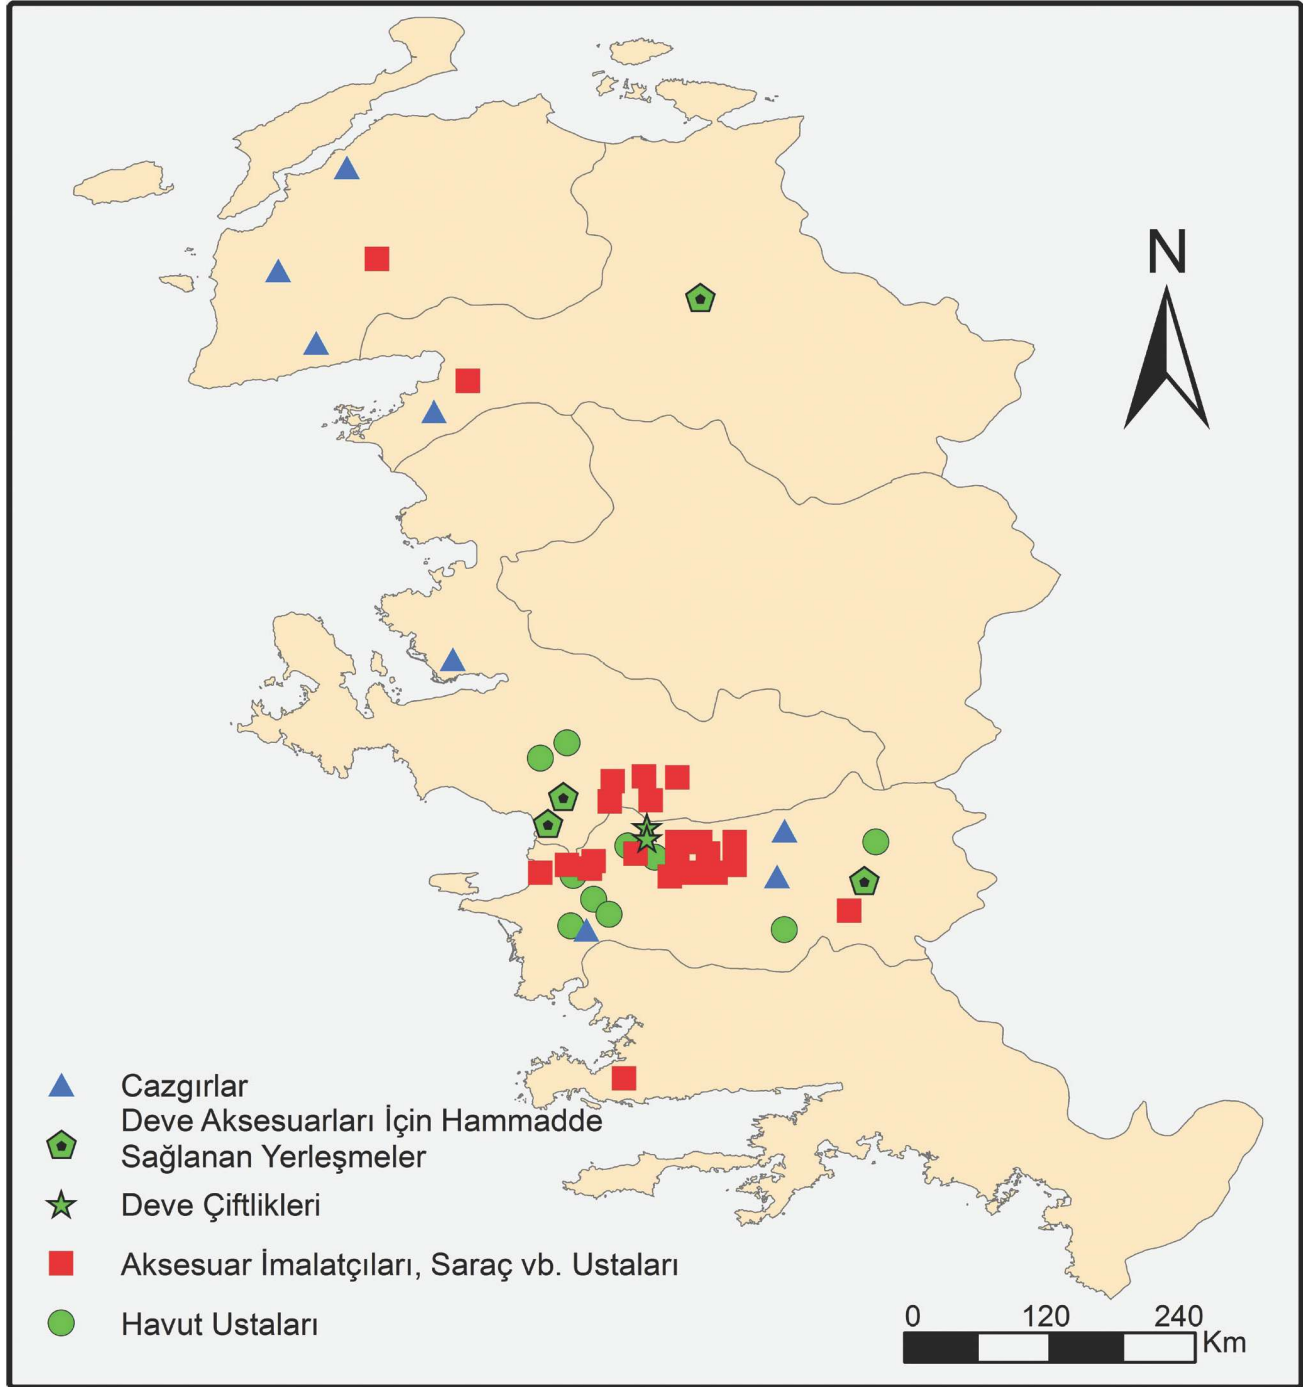 N
Cazgırlar
Deve Aksesuarları İçin Hammadde
Sağlanan Yerleşmeler
Deve Çiftlikleri
Aksesuar İmalatçıları, Saraç vb. Ustaları
Havut Ustaları
0 120 240
Km